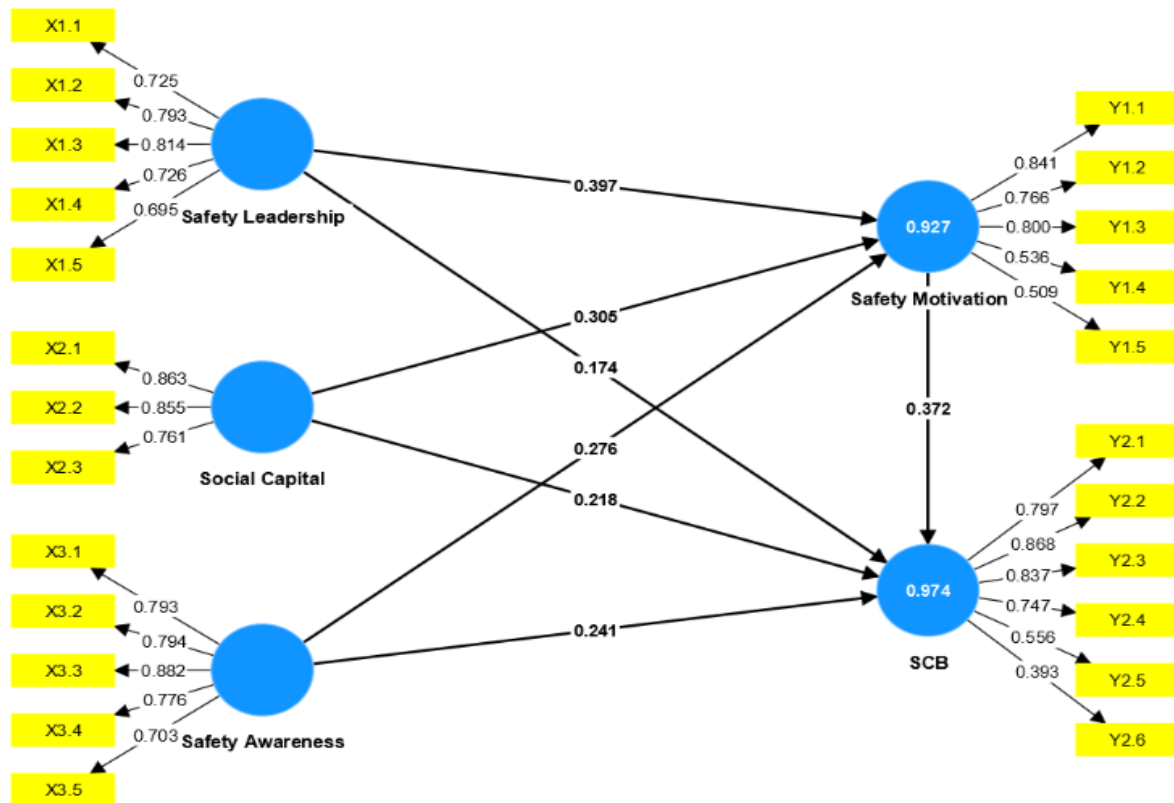 X1.1
X1.2
X1.3
X1.4
X1.5
0.725
0.793
0.814
0.726
0.695
Safety Leadership
X2.1
X2.2
X2.3
0.863
0.855
0.761
Social Capital
X3.1
X3.2
X3.3
X3.4
X3.5
0.793
0.794
0.882
0.776
0.703
Safety Awareness
0.397
0.305
0.174
0.276
0.218
0.241
0.927
Safety Motivation
0.372
0.974
SCB
0.841
0.766
0.800
0.536
0.509
Y1.1
Y1.2
Y1.3
Y1.4
Y1.5
0.797
0.868
0.837
0.747
0.556
0.393
Y2.1
Y2.2
Y2.3
Y2.4
Y2.5
Y2.6